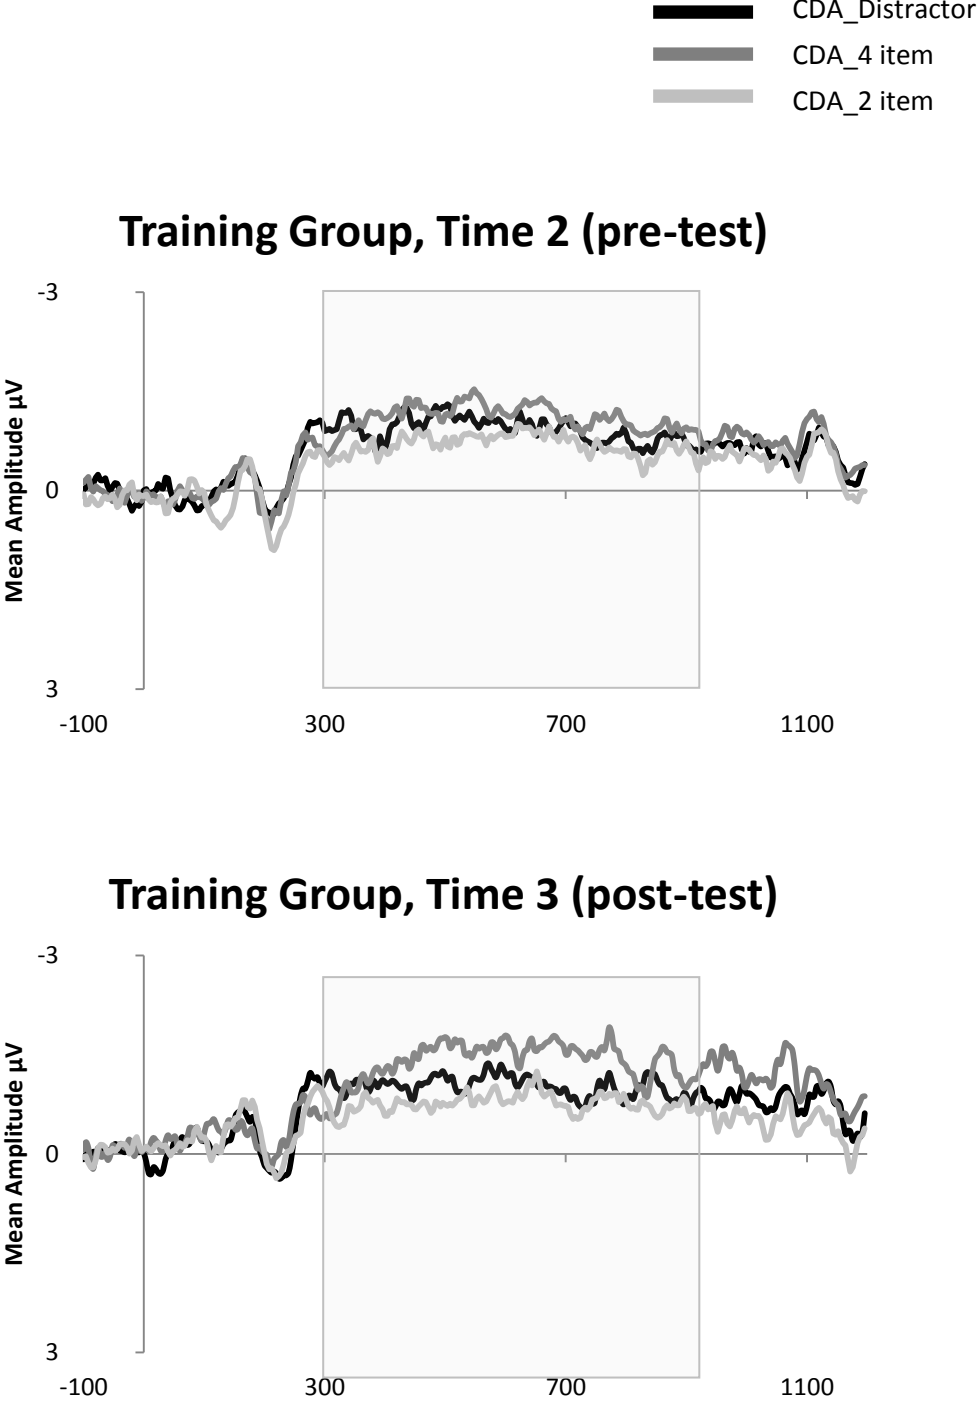 CDA_Distractor
CDA_4 item
CDA_2 item
Training Group, Time 2 (pre-test)
-3
Mean Amplitude µV
0
3
-100 300 700 1100
Training Group, Time 3 (post-test)
-3
Mean Amplitude µV
0
3
-100 300 700 1100